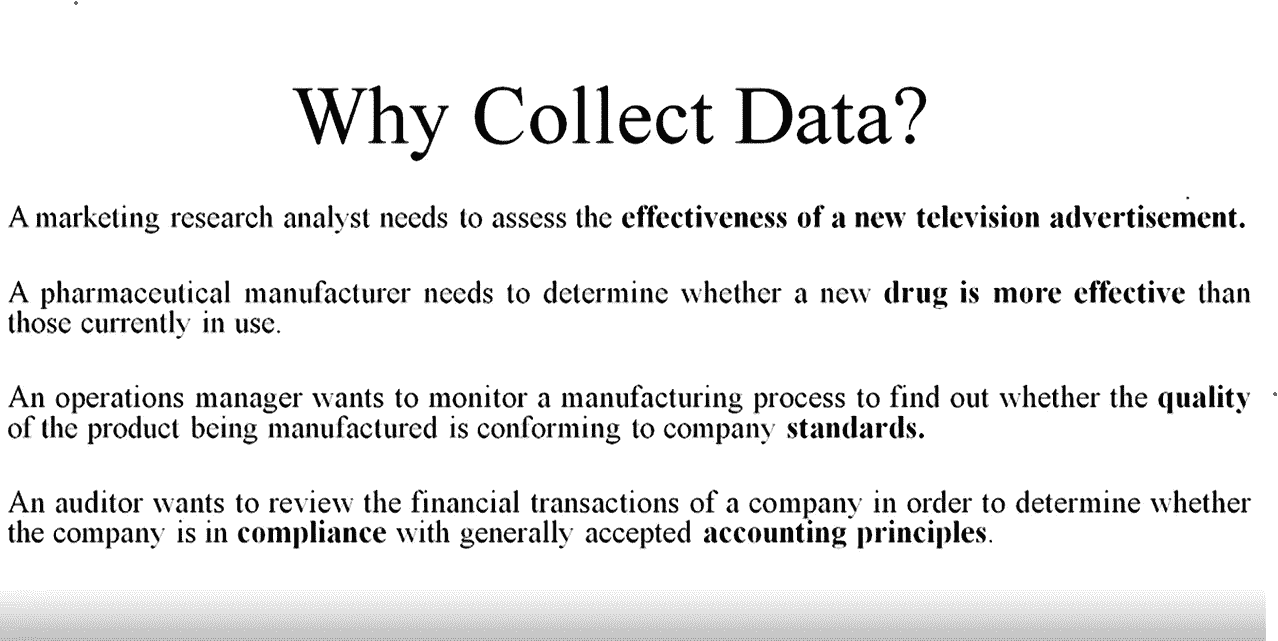 Why Collect Data?
A marketing research analyst needs to assess the effectiveness of a new television advertisement.
A pharmaceutical manufacturer needs to determine whether a new drug is more effective than
those currently in use.
An operations manager wants to monitor a manufacturing process to find out whether the quality
of the product being manufactured is conforming to company standards.
An auditor wants to review the financial transactions of a company in order to determine whether
the company is in compliance with generally accepted accounting principles.